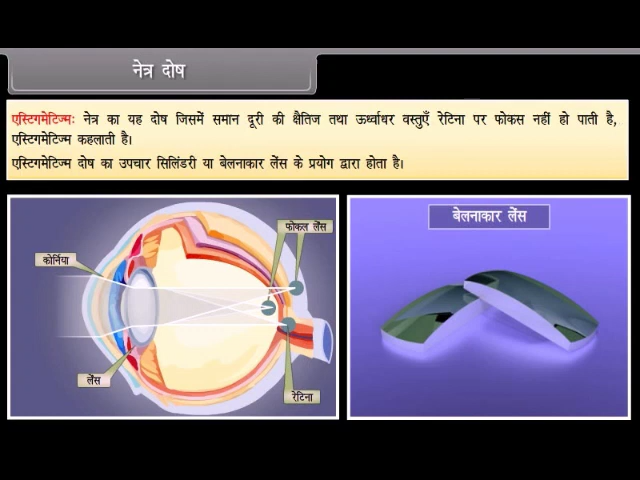 नेत्र दोष
एस्टिगमेटिज्मः नेत्र का यह दोष जिसमें समान दूरी की क्षैतिज तथा ऊर्ध्वाधर वस्तुएँ रेटिना पर फोकस नहीं हो पाती है,
एस्टिगमेटिज्म कहलाती है।
एस्टिगमेटिज्म दोष का उपचार सिलिंडरी या बेलनाकार लेंस के प्रयोग द्वारा होता है।
फोकल लेंस
कोर्निया
लेंस
रेटिना
बेलनाकार लेंस